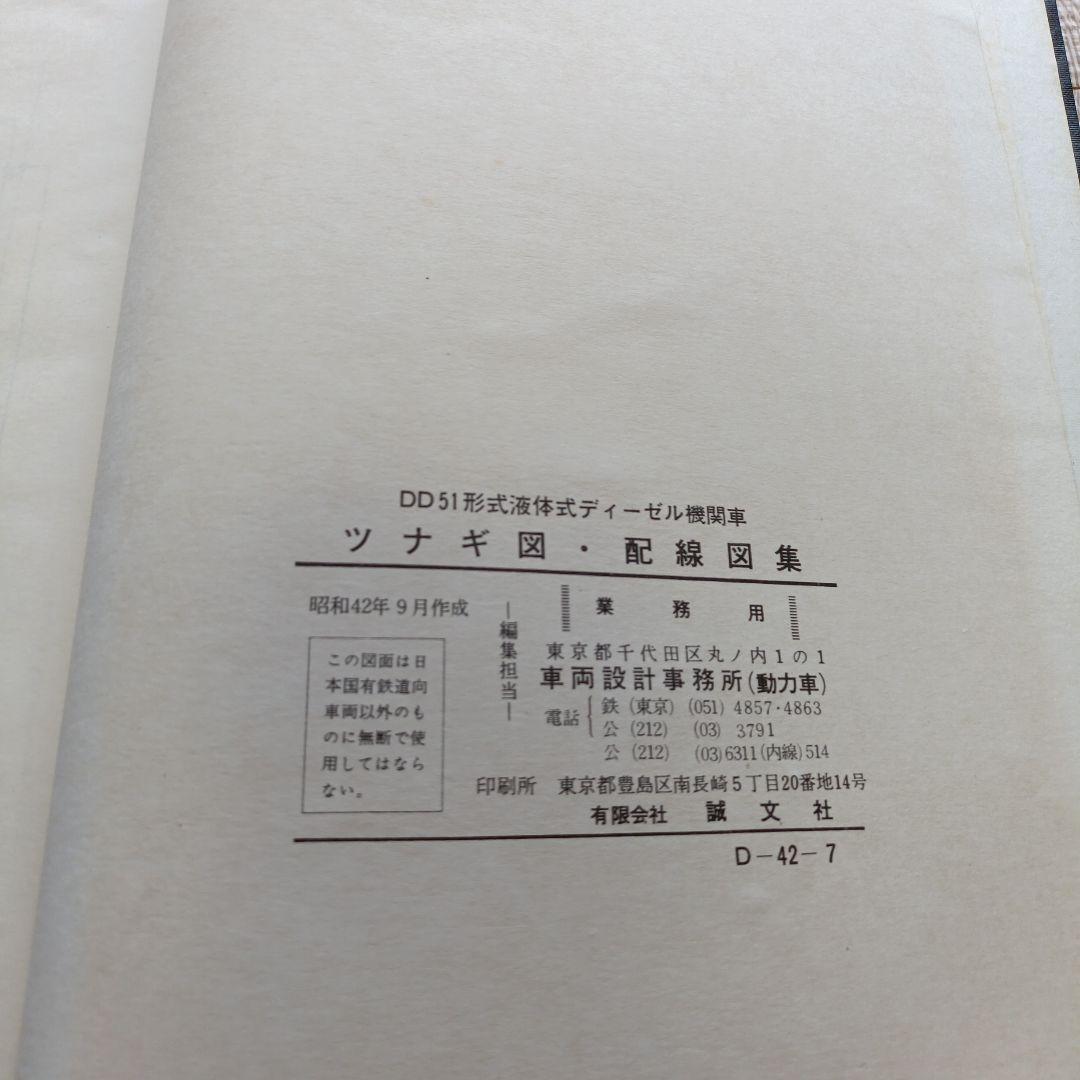 DD51形式液体式ディーゼル機関車
ツナギ図・配線図集
昭和42年9月作成
この図面は日
本国有鉄道向
車両以外のも
のに無断で使
用してはなら
ない。
―編集担当―
業務用
東京都千代田区丸ノ内1の1
車両設計事務所(動力車)
電話
鉄(東京)(051)4857・4863
公(212)(03)3791
公(212)(03)6311(内線)514
印刷所 東京都豊島区南長崎5丁目20番地14号
有限会社 誠文社
D-42-7